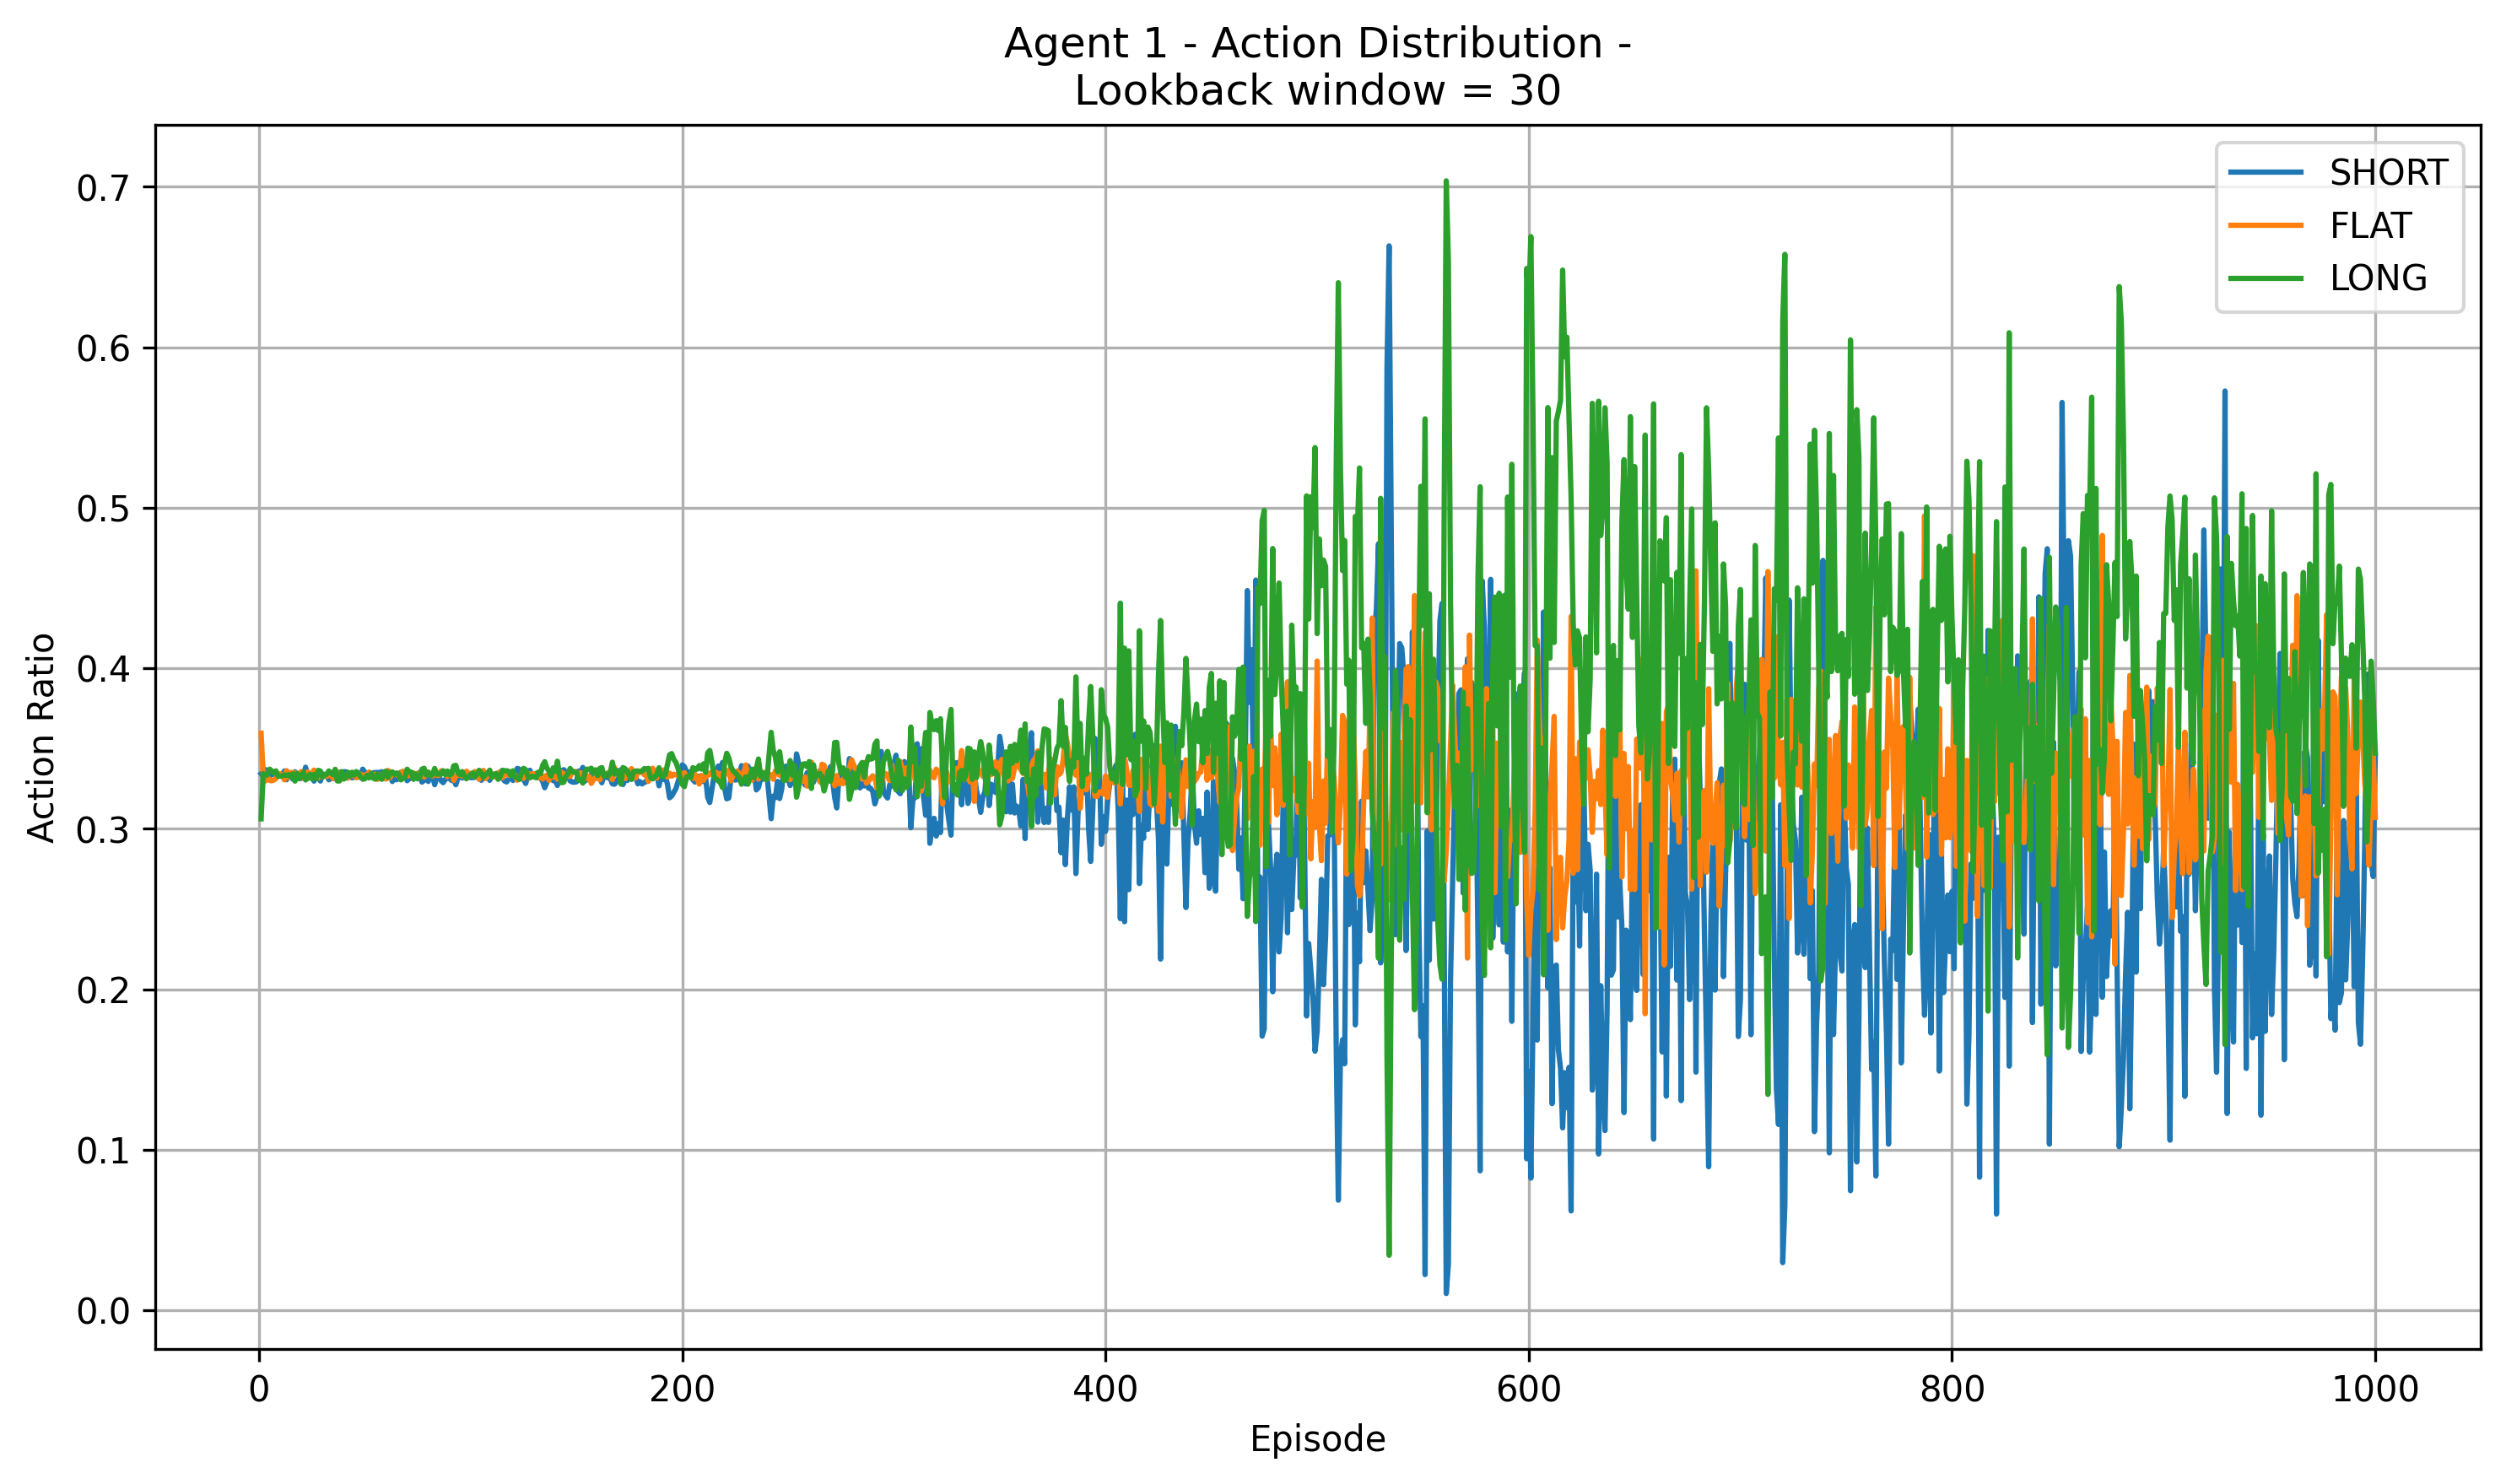 Agent 1 - Action Distribution -
Lookback window = 30
SHORT
FLAT
LONG
Action Ratio
0.7
0.6
0.5
0.4
0.3
0.2
0.1
0.0
0 200 400 600 800 1000
Episode